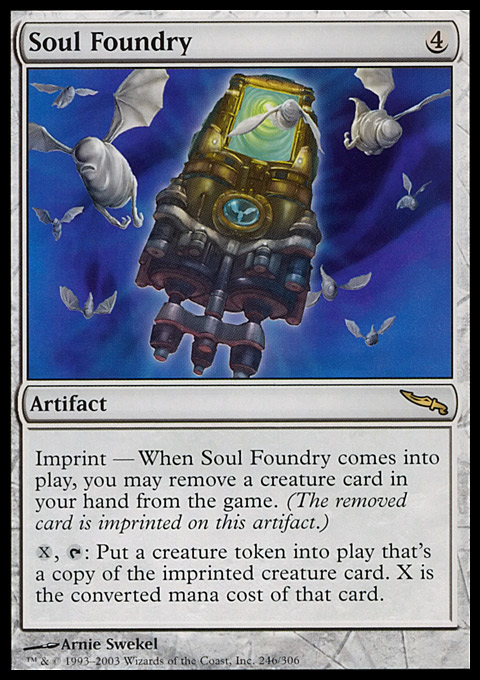 Soul Foundry 4
Artifact
Imprint — When Soul Foundry comes into
play, you may remove a creature card in
your hand from the game. (The removed
card is imprinted on this artifact.)
X, : Put a creature token into play that's
a copy of the imprinted creature card. X is
the converted mana cost of that card.
Arnie Swekel
™ & © 1993–2003 Wizards of the Coast, Inc. 246/306